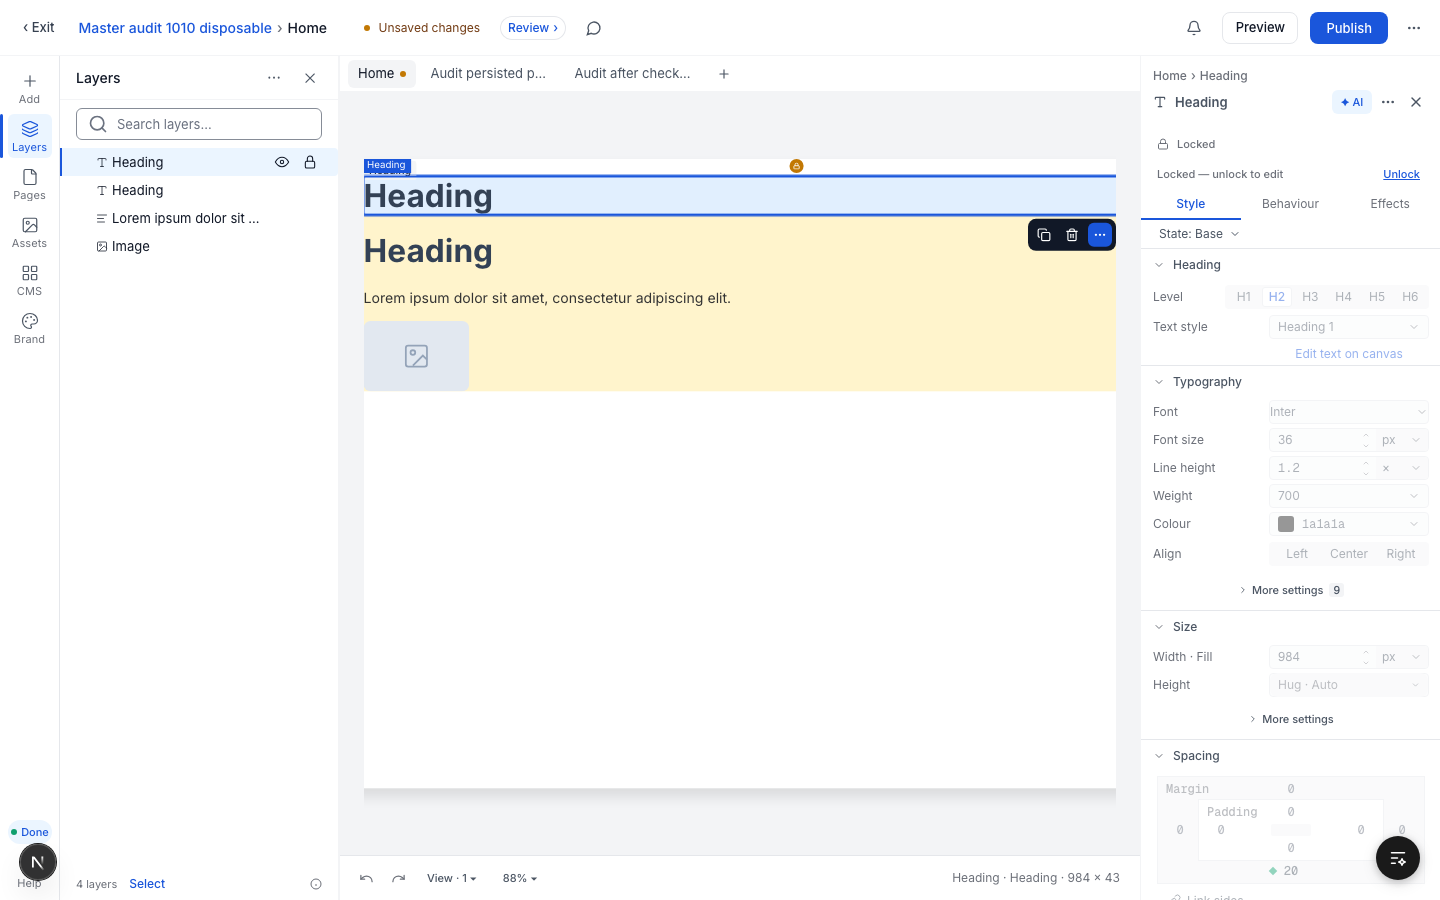 ‹ Exit
Master audit 1010 disposable › Home
Unsaved changes
Review ›
Preview
Publish
Add
Layers
Pages
Assets
CMS
Brand
Done
N
Help
Layers
Search layers...
Heading
Heading
Lorem ipsum dolor sit ...
Image
4 layers
Select
Home
Audit persisted p...
Audit after check...
Heading
Heading
Heading
Lorem ipsum dolor sit amet, consectetur adipiscing elit.
View · 1
88%
Heading · Heading · 984 × 43
Home › Heading
Heading
AI
Locked
Locked — unlock to edit
Unlock
Style
Behaviour
Effects
State: Base
Heading
Level
H1 H2 H3 H4 H5 H6
Text style
Heading 1
Edit text on canvas
Typography
Font
Inter
Font size
36
px
Line height
1.2
×
Weight
700
Colour
1a1a1a
Align
Left Center Right
More settings 9
Size
Width · Fill
984
px
Height
Hug · Auto
More settings
Spacing
Margin
0
Padding
0
0 0 0 0
0
20
Link sides